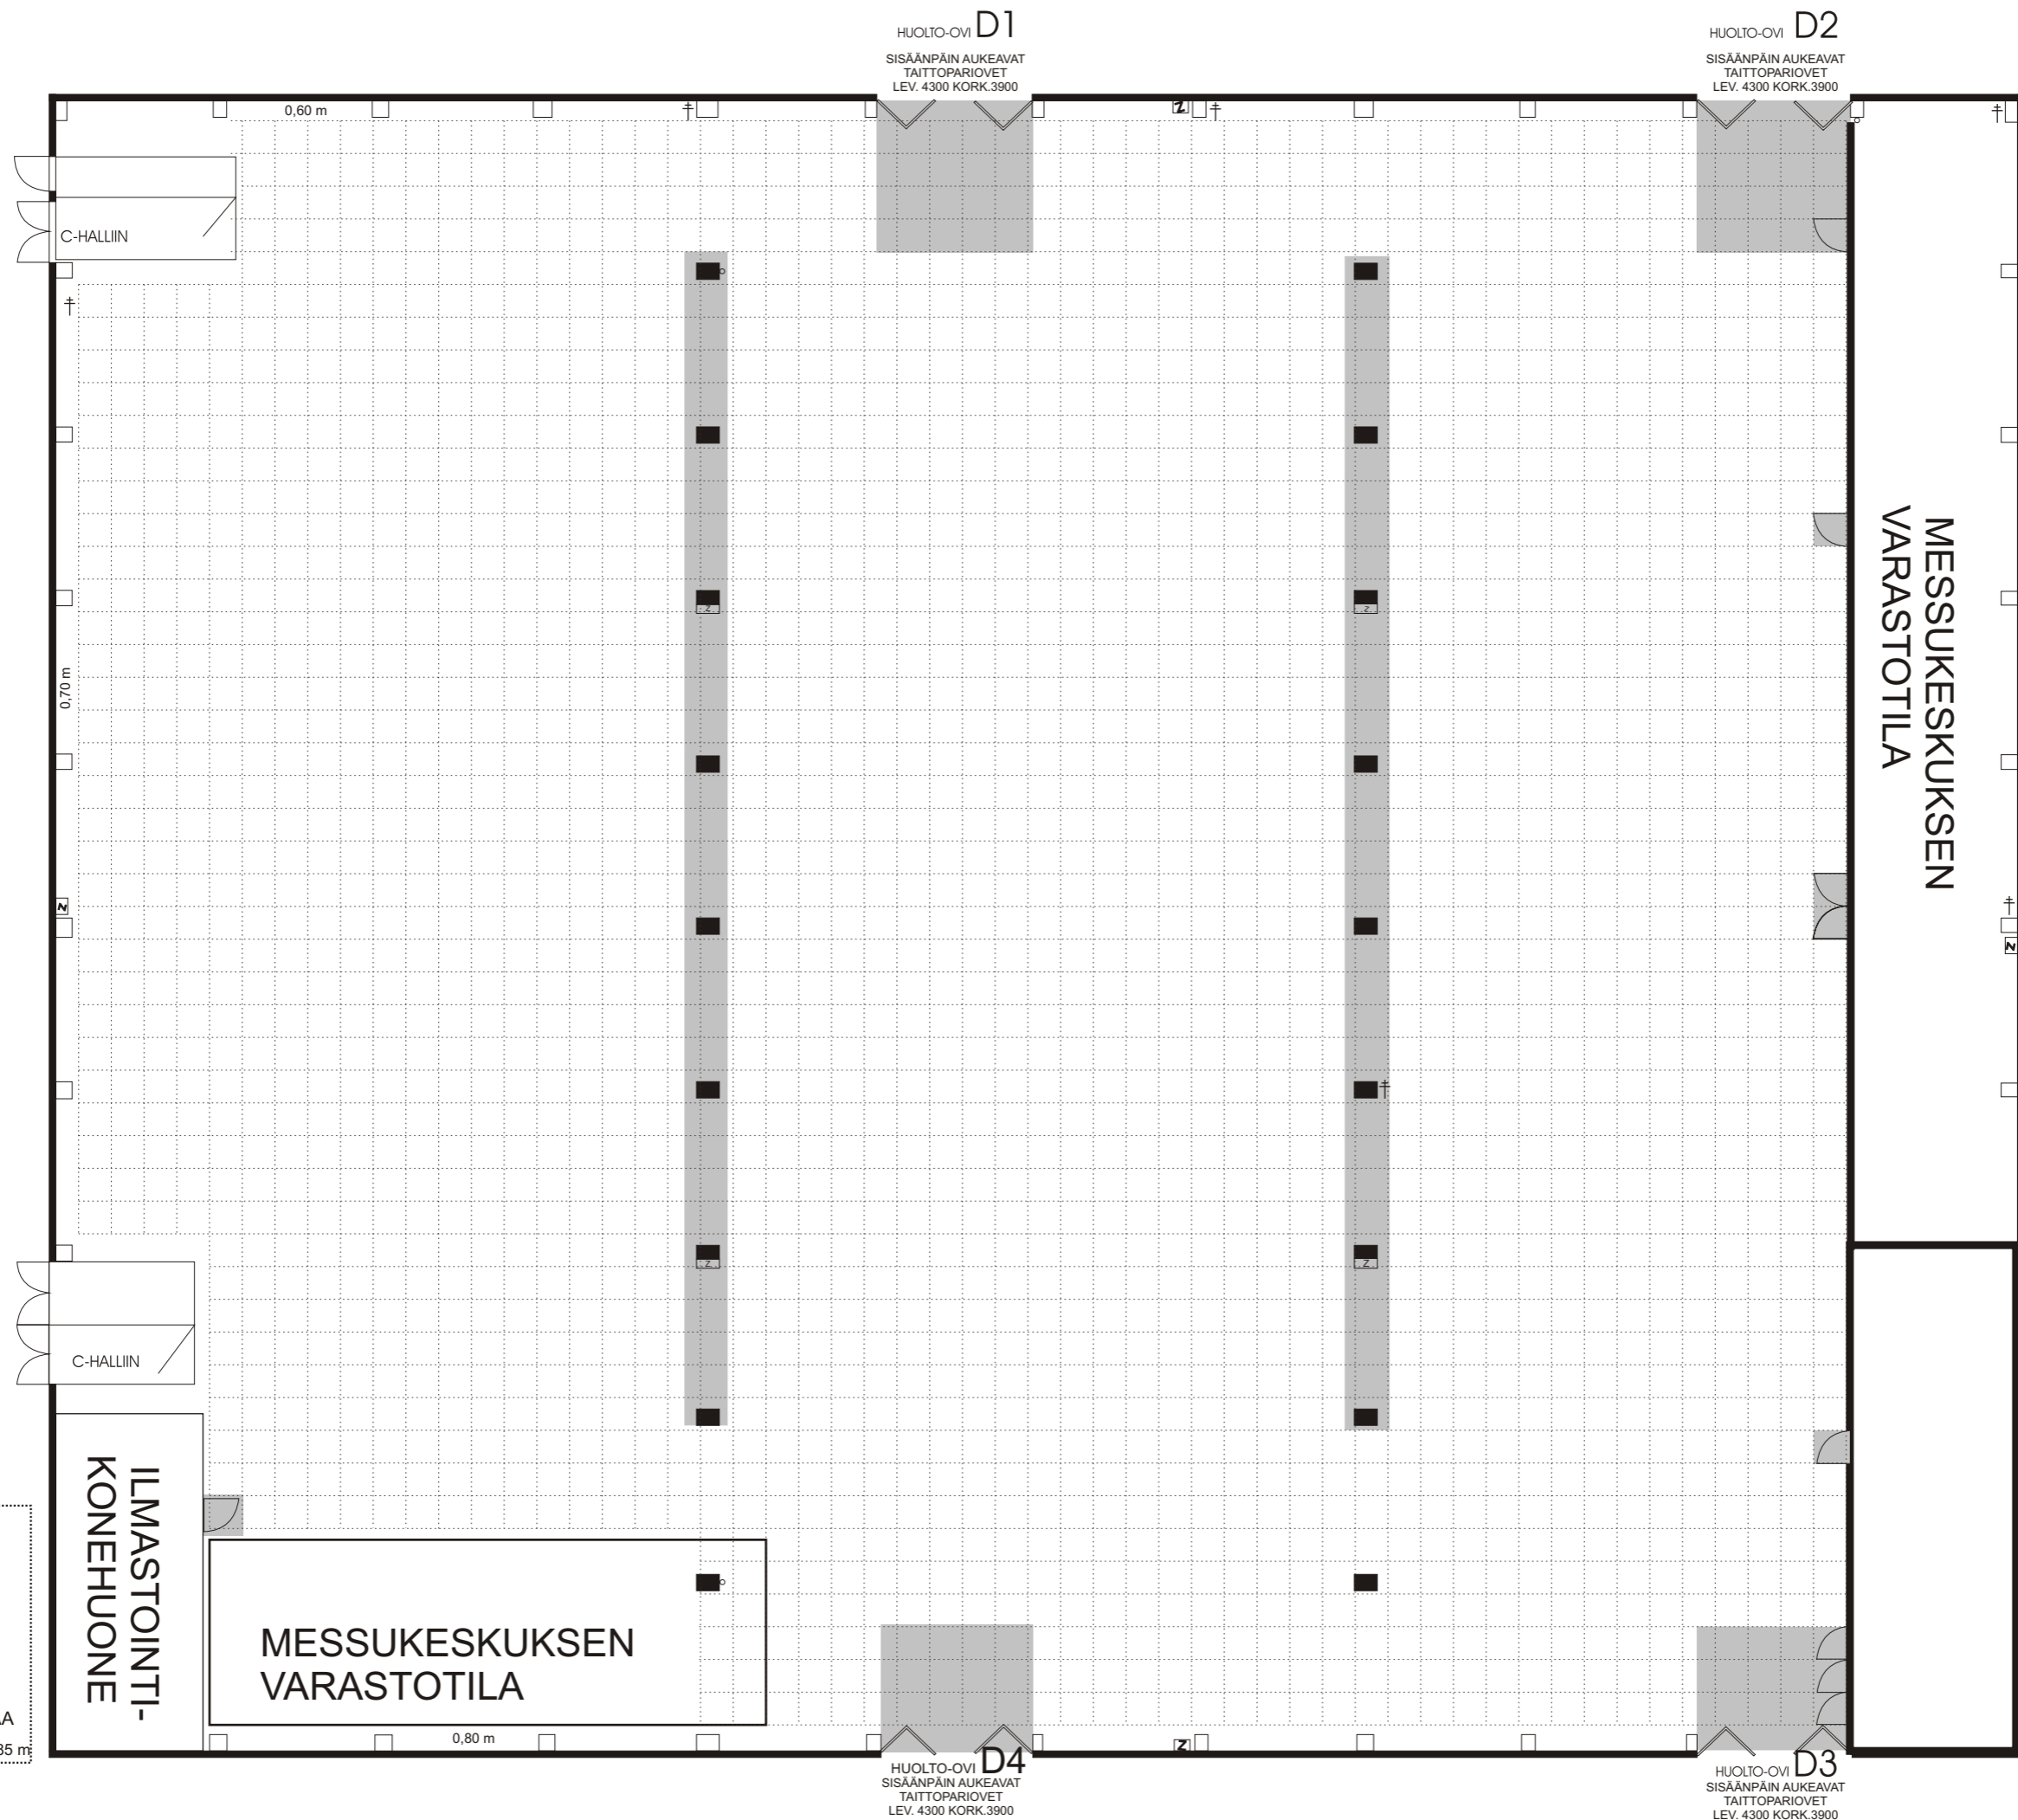 HUOLTO-OVI D1
SISÄÄNPÄIN AUKEAVAT
TAITTOPARIOVET
LEV. 4300 KORK.3900
HUOLTO-OVI D2
SISÄÄNPÄIN AUKEAVAT
TAITTOPARIOVET
LEV. 4300 KORK.3900
0,60 m
Z
C-HALLIIN
Z
Z
MESSUKESKUKSEN
VARASTOTILA
0,70 m
Z
Z
Z
Z
C-HALLIIN
ILMASTOINTI-
KONEHUONE
MESSUKESKUKSEN
VARASTOTILA
AA
35 m
0,80 m
Z
HUOLTO-OVI D4
SISÄÄNPÄIN AUKEAVAT
TAITTOPARIOVET
LEV. 4300 KORK.3900
HUOLTO-OVI D3
SISÄÄNPÄIN AUKEAVAT
TAITTOPARIOVET
LEV. 4300 KORK.3900